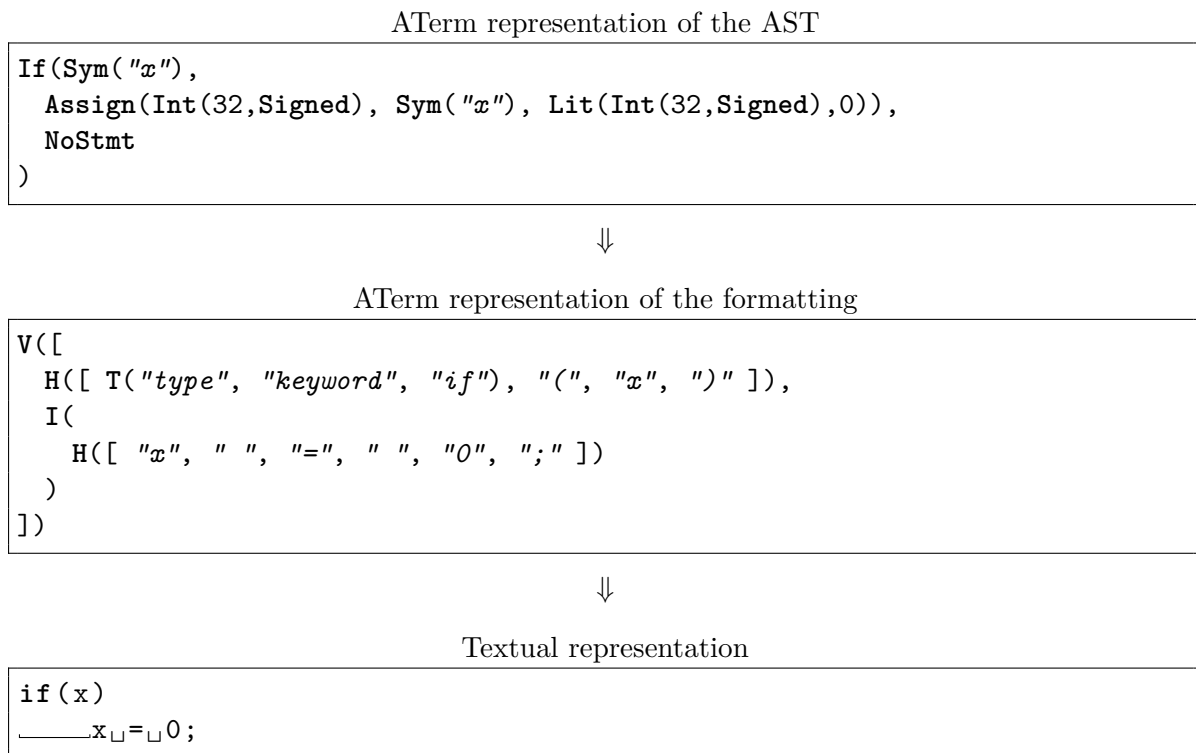 ATerm representation of the AST
If(Sym("x"),
  Assign(Int(32,Signed), Sym("x"), Lit(Int(32,Signed),0)),
  NoStmt
)
⇓
ATerm representation of the formatting
V([
  H([ T("type", "keyword", "if"), "(", "x", ")" ]),
  I(
    H([ "x", " ", "=", " ", "0", ";" ])
  )
])
⇓
Textual representation
if(x)
    x␣=␣0;